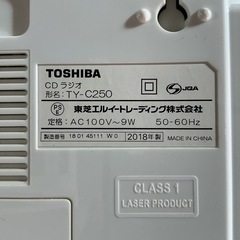 TOSHIBA
CDラジオ
形名：TY-C250
JQA
PS
E
東芝エルイートレーディング株式会社
定格：AC100V～9W 50-60Hz
製造番号 18 01 45111 W 0 2018年製
MADE IN CHINA
CLASS 1
LASER PRODUCT